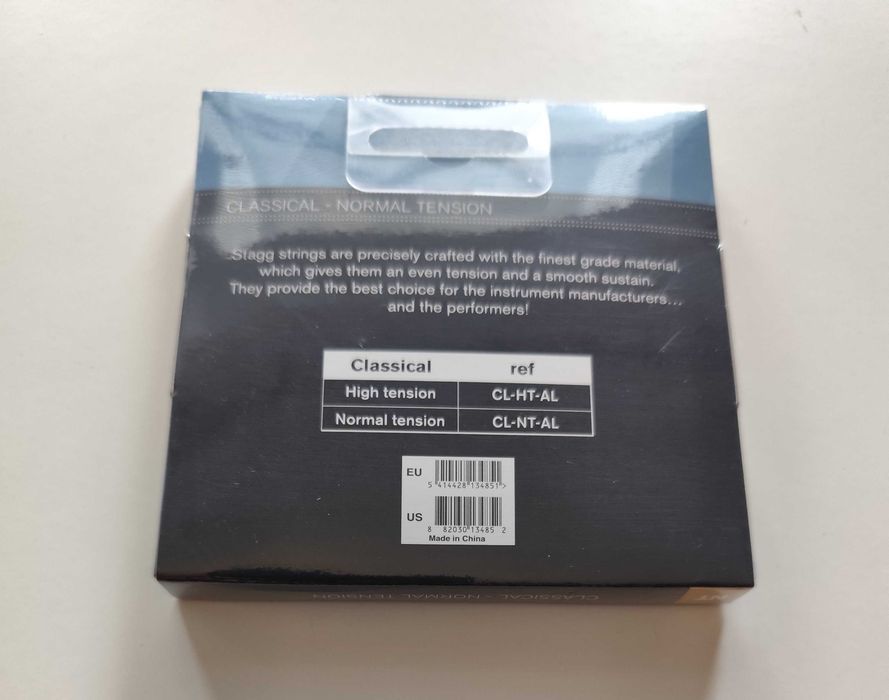 CLASSICAL - NORMAL TENSION
Stagg strings are precisely crafted with the finest grade material,
which gives them an even tension and a smooth sustain.
They provide the best choice for the instrument manufacturers...
and the performers!
Classical ref
High tension CL-HT-AL
Normal tension CL-NT-AL
EU
5 414428 134851 >
US
8 82030 13485 2
Made in China
CLASSICAL - NORMAL TENSION
NT